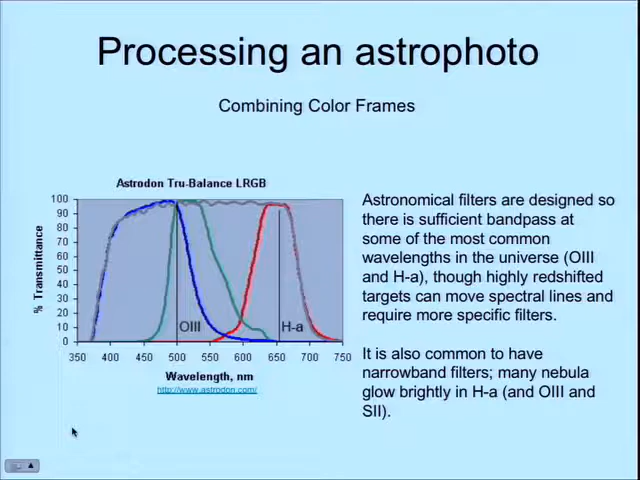 Processing an astrophoto
Combining Color Frames
Astrodon Tru-Balance LRGB
% Transmittance
100
90
80
70
60
50
40
30
20
10
0
OIII
H-a
350 400 450 500 550 600 650 700 750
Wavelength, nm
http://www.astrodon.com/
Astronomical filters are designed so
there is sufficient bandpass at
some of the most common
wavelengths in the universe (OIII
and H-a), though highly redshifted
targets can move spectral lines and
require more specific filters.
It is also common to have
narrowband filters; many nebula
glow brightly in H-a (and OIII and
SII).